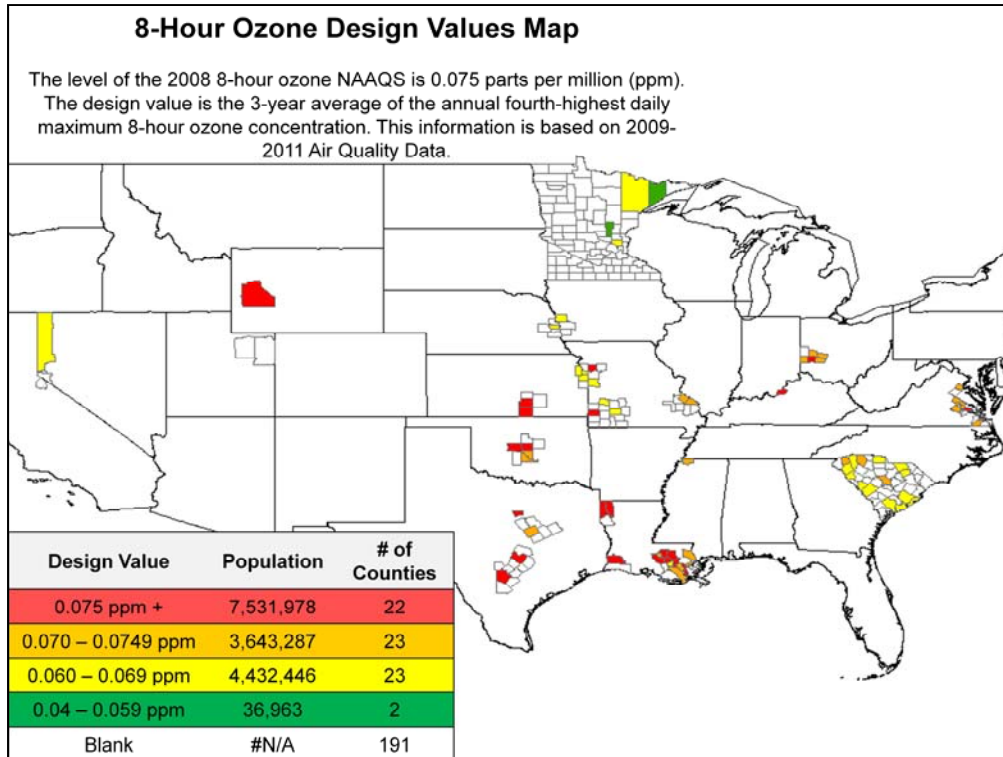 8-Hour Ozone Design Values Map
The level of the 2008 8-hour ozone NAAQS is 0.075 parts per million (ppm).
The design value is the 3-year average of the annual fourth-highest daily
maximum 8-hour ozone concentration. This information is based on 2009-
2011 Air Quality Data.
Design Value Population # of Counties
0.075 ppm + 7,531,978 22
0.070 – 0.0749 ppm 3,643,287 23
0.060 – 0.069 ppm 4,432,446 23
0.04 – 0.059 ppm 36,963 2
Blank #N/A 191